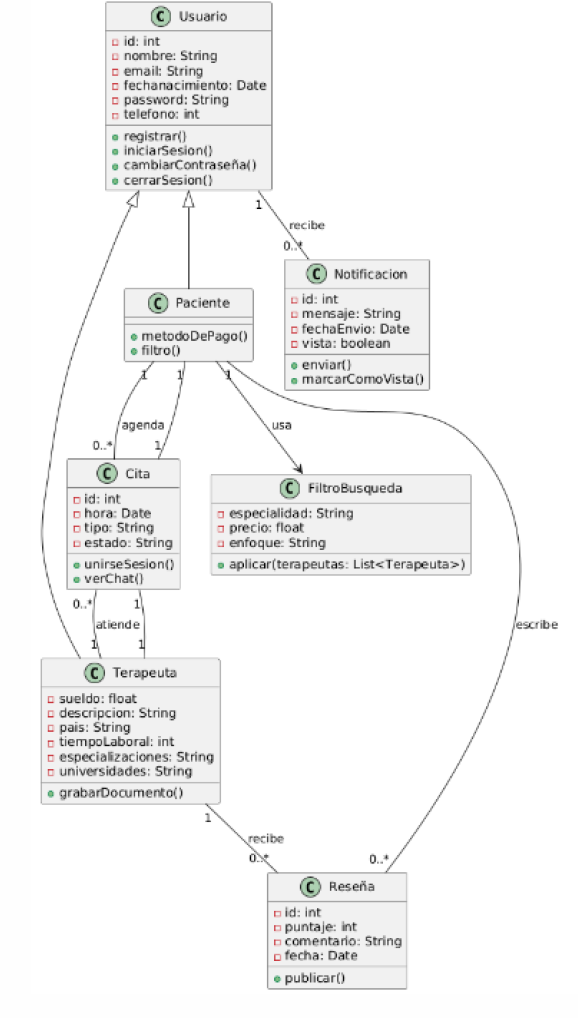 C Usuario
id: int
nombre: String
email: String
fechanacimiento: Date
password: String
telefono: int
registrar()
iniciarSesion()
cambiarContraseña()
cerrarSesion()
1
recibe
0..*
C Notificacion
id: int
mensaje: String
fechaEnvio: Date
vista: boolean
enviar()
marcarComoVista()
C Paciente
metodoDePago()
filtro()
1 1 1
agenda
usa
0..* 1
C Cita
id: int
hora: Date
tipo: String
estado: String
unirseSesion()
verChat()
C FiltroBusqueda
especialidad: String
precio: float
enfoque: String
aplicar(terapeutas: List<Terapeuta>)
0..* 1
atiende
escribe
1 1
C Terapeuta
sueldo: float
descripcion: String
pais: String
tiempoLaboral: int
especializaciones: String
universidades: String
grabarDocumento()
1
recibe
0..* 0..*
C Reseña
id: int
puntaje: int
comentario: String
fecha: Date
publicar()